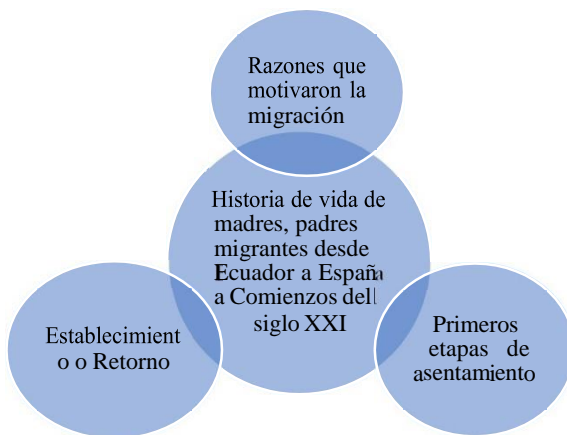 Razones que
motivaron la
migración
Historia de vida de
madres, padres
migrantes desde
Ecuador a España
a Comienzos del
siglo XXI
Establecimient
o o Retorno
Primeros
etapas de
asentamiento